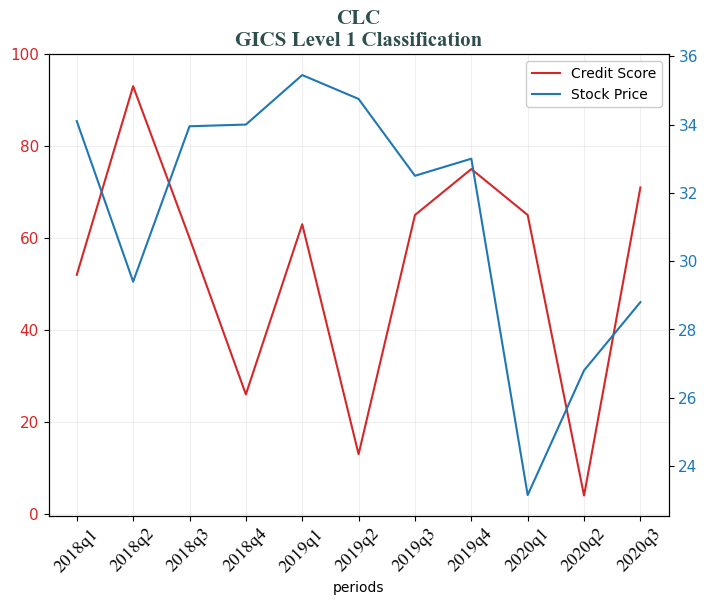 CLC
GICS Level 1 Classification
100
80
60
40
20
0
36
34
32
30
28
26
24
Credit Score
Stock Price
2018q1
2018q2
2018q3
2018q4
2019q1
2019q2
2019q3
2019q4
2020q1
2020q2
2020q3
periods